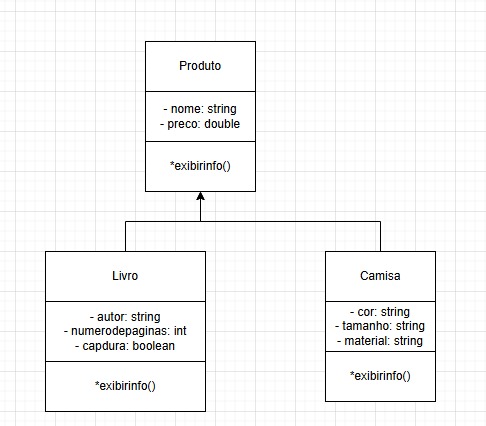 Produto
- nome: string
- preco: double
*exibirinfo()
Livro
- autor: string
- numerodepaginas: int
- capdura: boolean
*exibirinfo()
Camisa
- cor: string
- tamanho: string
- material: string
*exibirinfo()